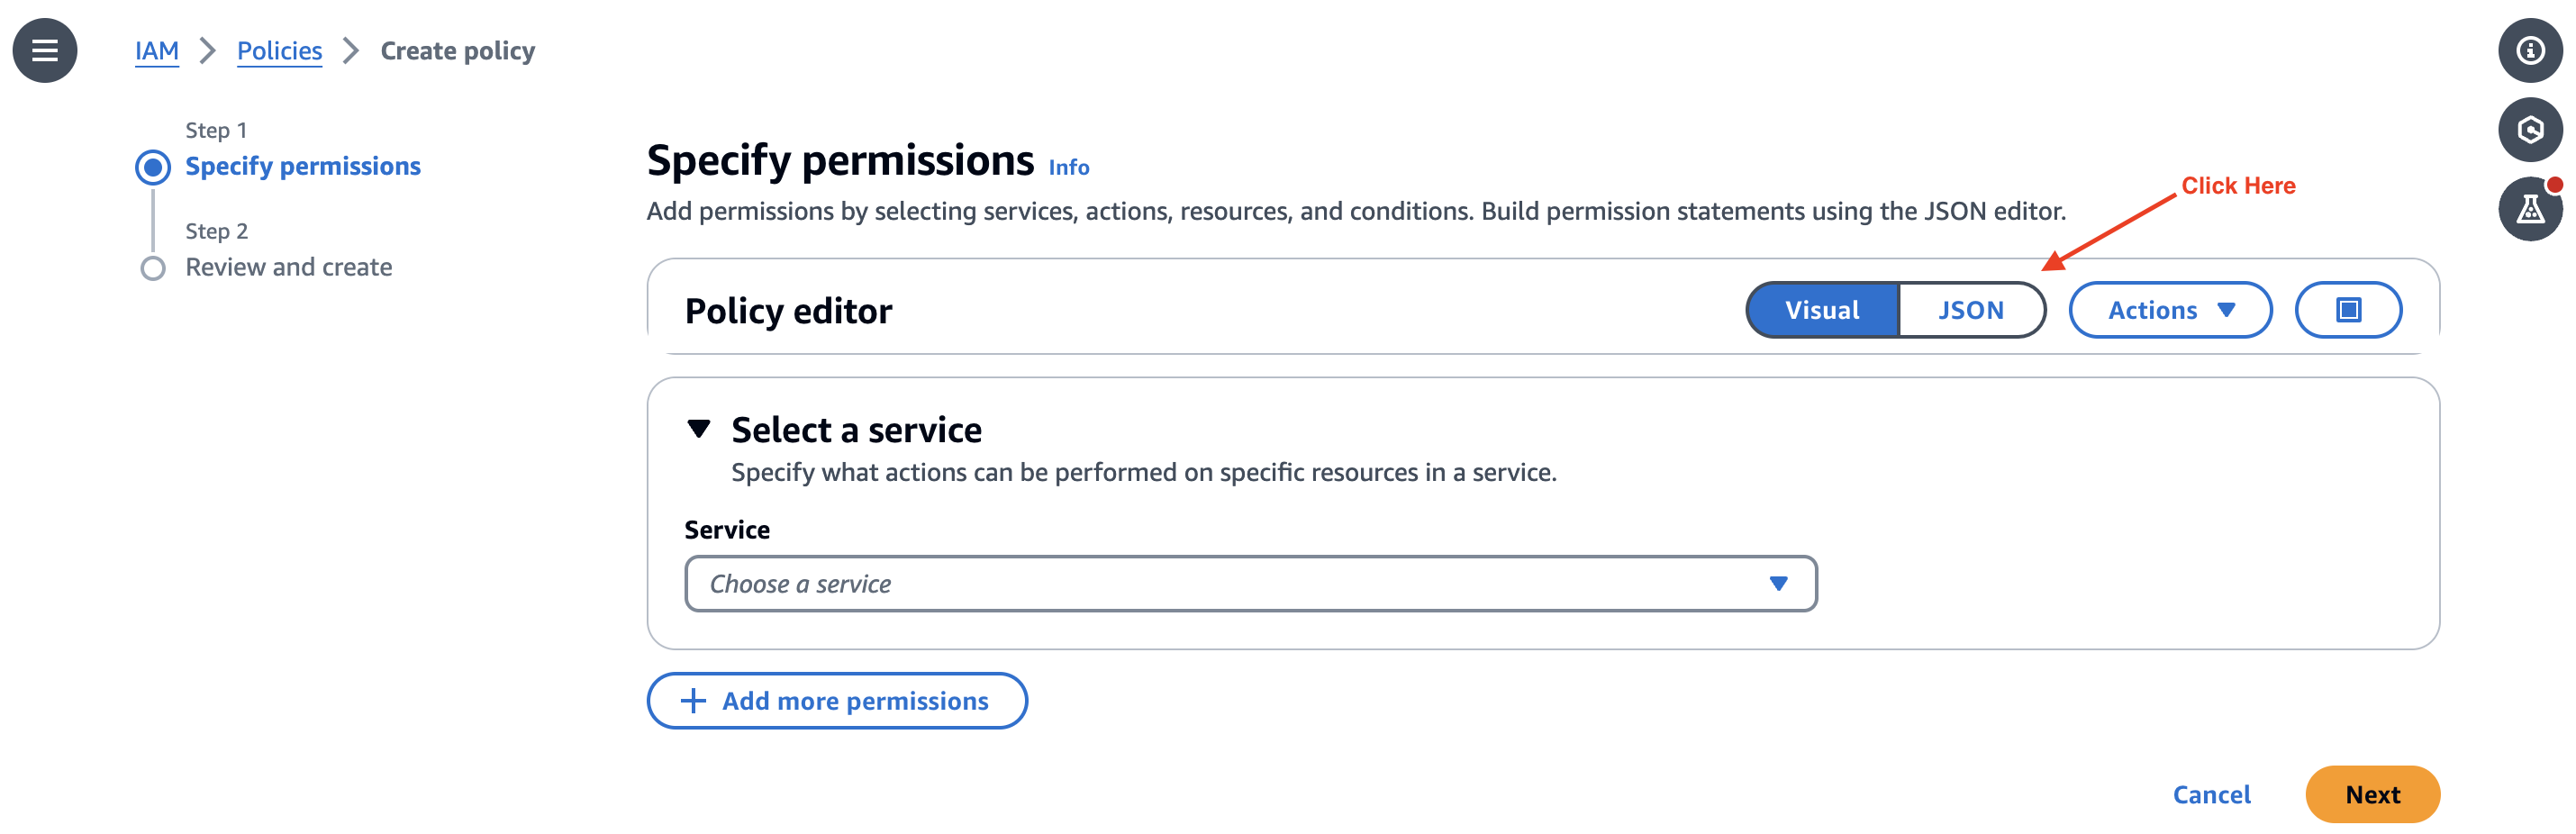 IAM > Policies > Create policy
Step 1
Specify permissions
Step 2
Review and create
Specify permissions Info
Add permissions by selecting services, actions, resources, and conditions. Build permission statements using the JSON editor.
Click Here
Policy editor
Visual JSON Actions
Select a service
Specify what actions can be performed on specific resources in a service.
Service
Choose a service
Add more permissions
Cancel Next